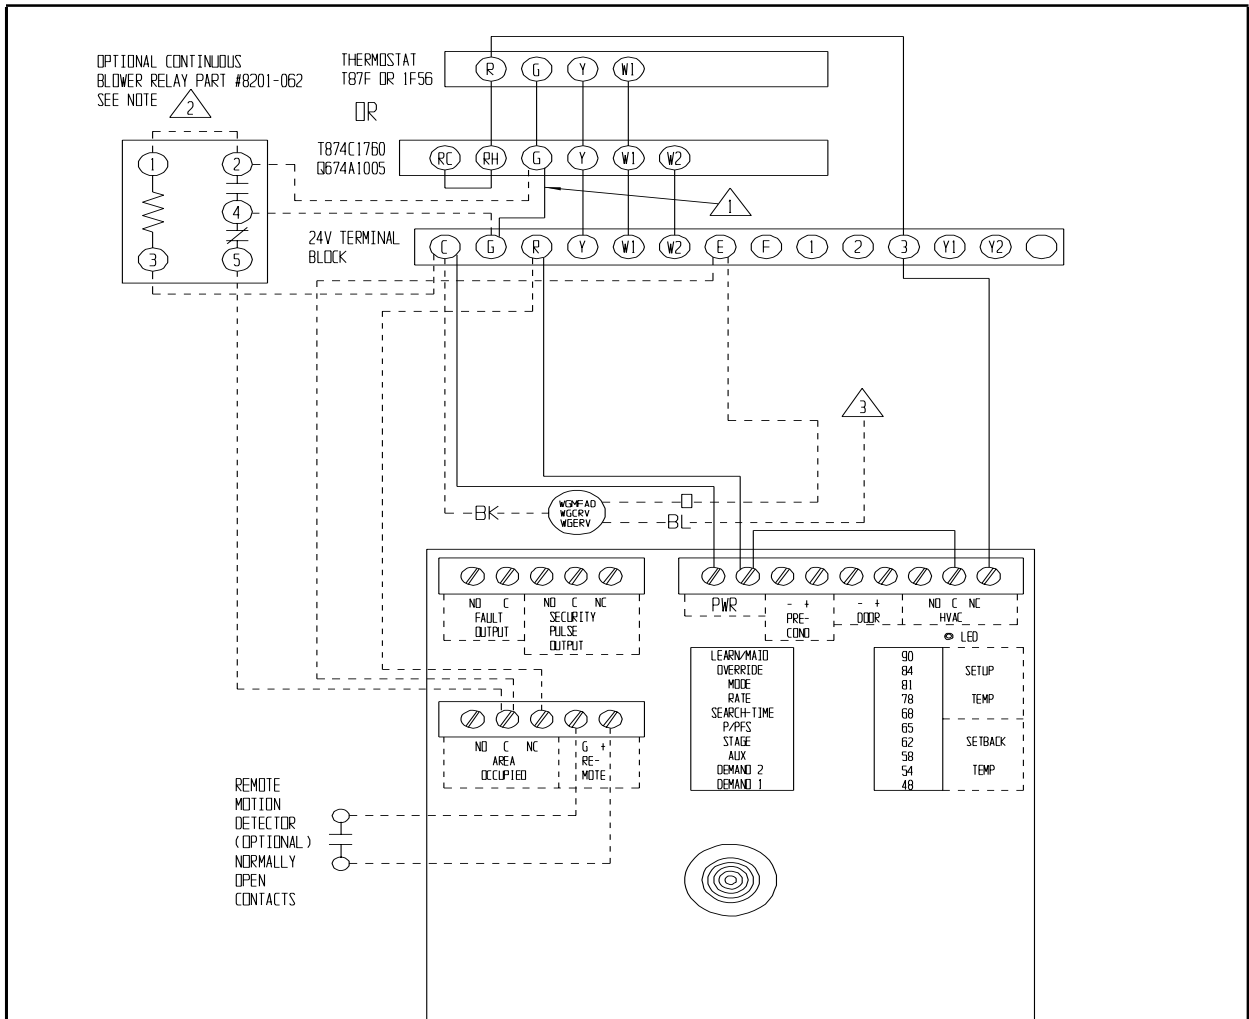 OPTIONAL CONTINUOUS
BLOWER RELAY PART #8201-062
SEE NOTE
2
THERMOSTAT
T87F OR 1F56
OR
T874C1760
Q674A1005
R G Y W1
RC RH G Y W1 W2
1
1 2
4
3 5
24V TERMINAL
BLOCK
C G R Y W1 W2 E F 1 2 3 Y1 Y2
3
BK
WGMFAD
WGCRV
WGERV
BL
NO C
FAULT
OUTPUT
NO C NC
SECURITY
PULSE
OUTPUT
PWR
- +
PRE-
COND
- +
DOOR
NO C NC
HVAC
LED
LEARN/MAID
OVERRIDE
MODE
RATE
SEARCH-TIME
P/PFS
STAGE
AUX
DEMAND 2
DEMAND 1
90
84
81
78
68
65
62
58
54
48
SETUP
TEMP
SETBACK
TEMP
NO C NC
AREA
OCCUPIED
G +
RE-
MOTE
REMOTE
MOTION
DETECTOR
(OPTIONAL)
NORMALLY
OPEN
CONTACTS